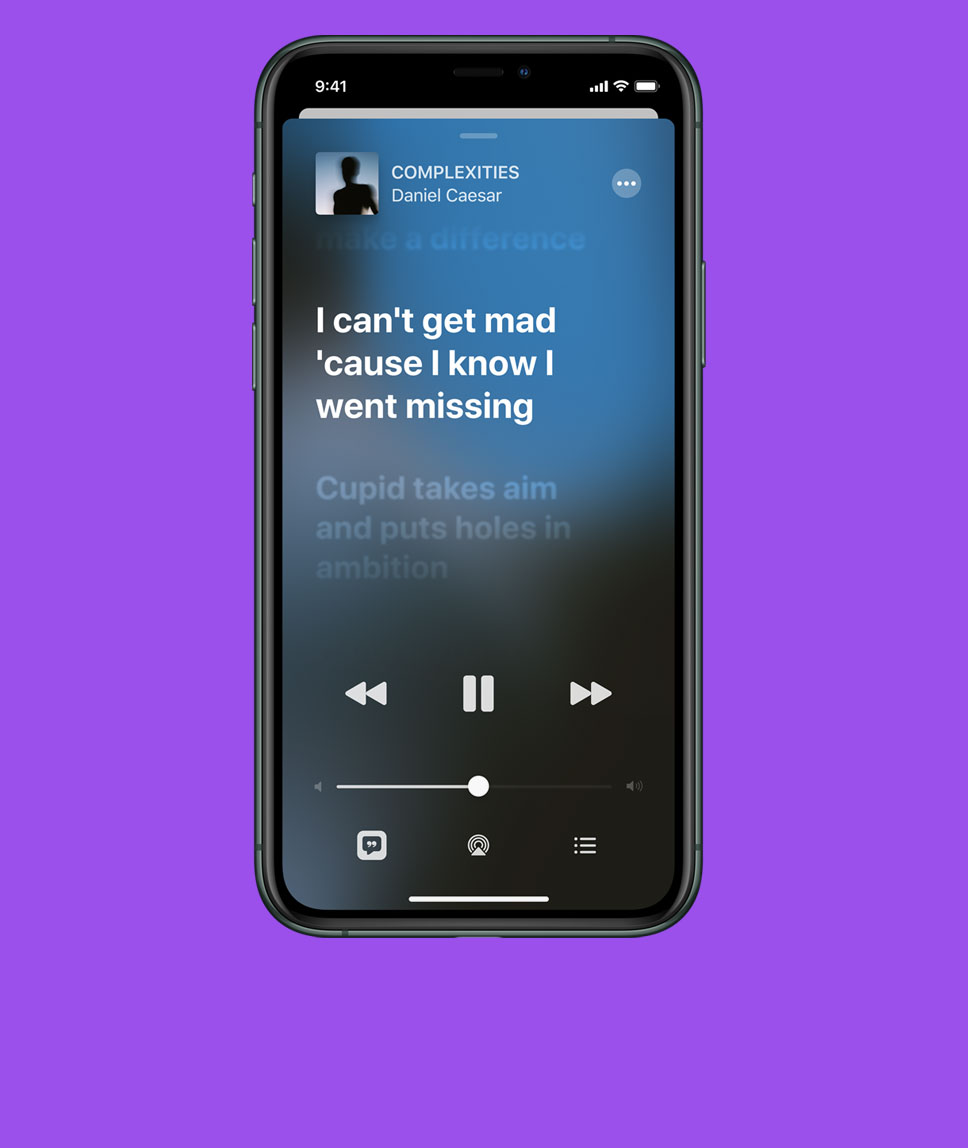 9:41
COMPLEXITIES
Daniel Caesar
make a difference
I can't get mad
'cause I know I
went missing
Cupid takes aim
and puts holes in
ambition